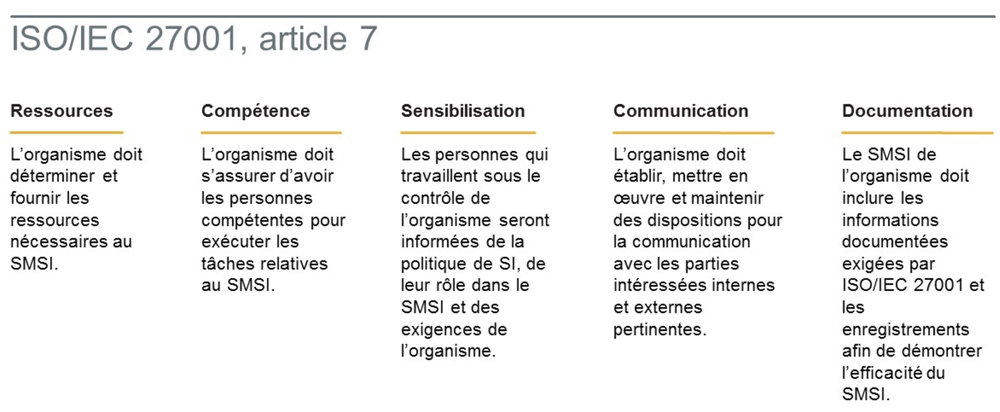 ISO/IEC 27001, article 7
Ressources
L’organisme doit
déterminer et
fournir les
ressources
nécessaires au
SMSI.
Compétence
L’organisme doit
s’assurer d’avoir
les personnes
compétentes pour
exécuter les
tâches relatives
au SMSI.
Sensibilisation
Les personnes qui
travaillent sous le
contrôle de
l’organisme seront
informées de la
politique de SI, de
leur rôle dans le
SMSI et des
exigences de
l’organisme.
Communication
L’organisme doit
établir, mettre en
œuvre et maintenir
des dispositions pour
la communication
avec les parties
intéressées internes
et externes
pertinentes.
Documentation
Le SMSI de
l’organisme doit
inclure les
informations
documentées
exigées par
ISO/IEC 27001 et
les
enregistrements
afin de démontrer
l’efficacité du
SMSI.